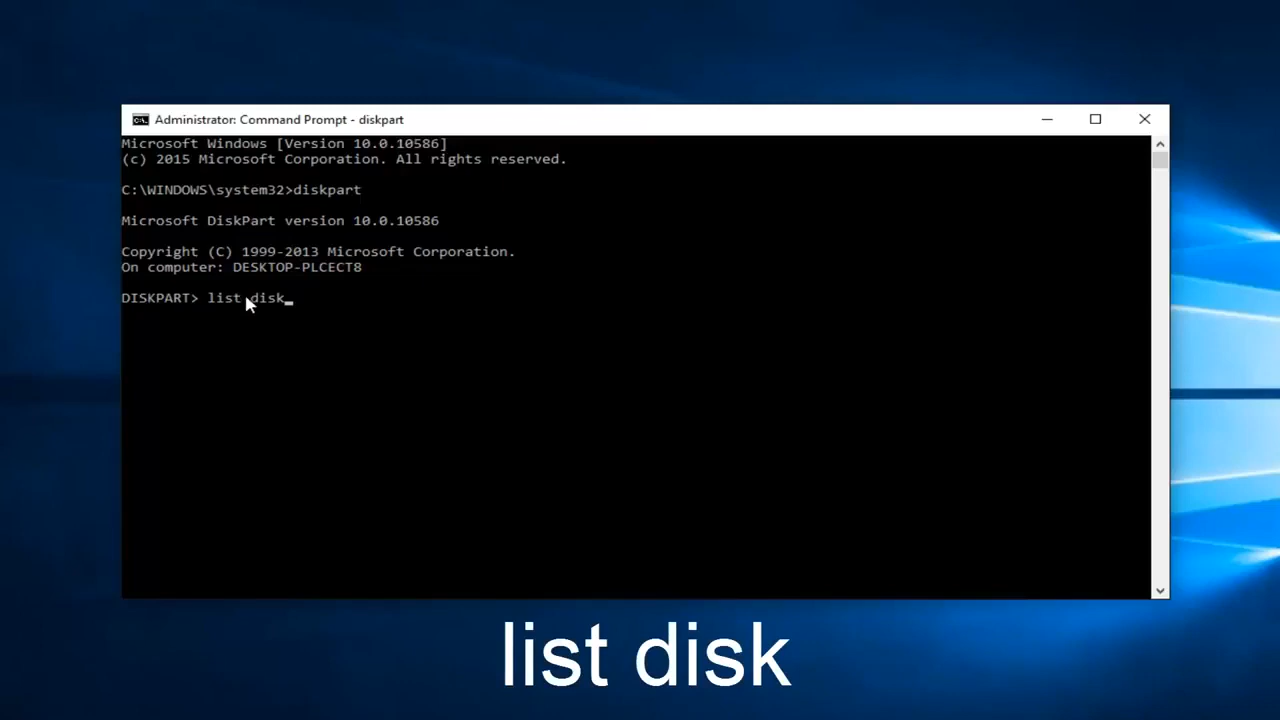 Administrator: Command Prompt - diskpart
Microsoft Windows [Version 10.0.10586]
(c) 2015 Microsoft Corporation. All rights reserved.
C:\WINDOWS\system32>diskpart
Microsoft DiskPart version 10.0.10586
Copyright (C) 1999-2013 Microsoft Corporation.
On computer: DESKTOP-PLCECT8
DISKPART> list disk_
list disk